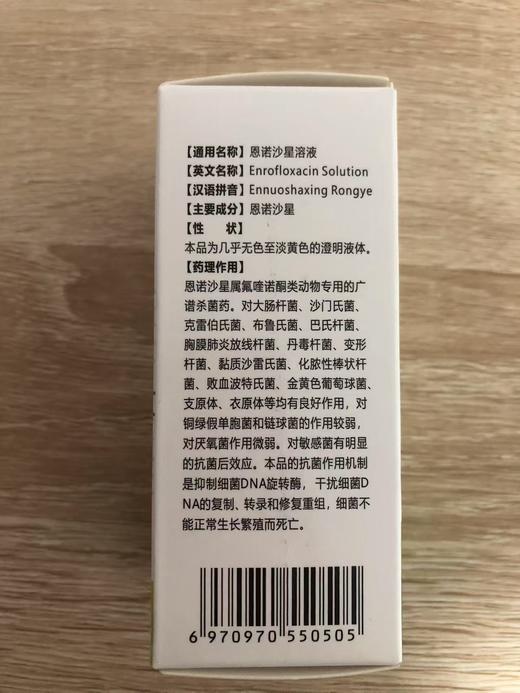 【通用名称】恩诺沙星溶液
【英文名称】Enrofloxacin Solution
【汉语拼音】Ennuoshaxing Rongye
【主要成分】恩诺沙星
【性　　状】
本品为几乎无色至淡黄色的澄明液体。
【药理作用】
恩诺沙星属氟喹诺酮类动物专用的广
谱杀菌药。对大肠杆菌、沙门氏菌、
克雷伯氏菌、布鲁氏菌、巴氏杆菌、
胸膜肺炎放线杆菌、丹毒杆菌、变形
杆菌、黏质沙雷氏菌、化脓性棒状杆
菌、败血波特氏菌、金黄色葡萄球菌、
支原体、衣原体等均有良好作用，对
铜绿假单胞菌和链球菌的作用较弱，
对厌氧菌作用微弱。对敏感菌有明显
的抗菌后效应。本品的抗菌作用机制
是抑制细菌DNA旋转酶，干扰细菌D
NA的复制、转录和修复重组，细菌不
能正常生长繁殖而死亡。
6 970970 550505